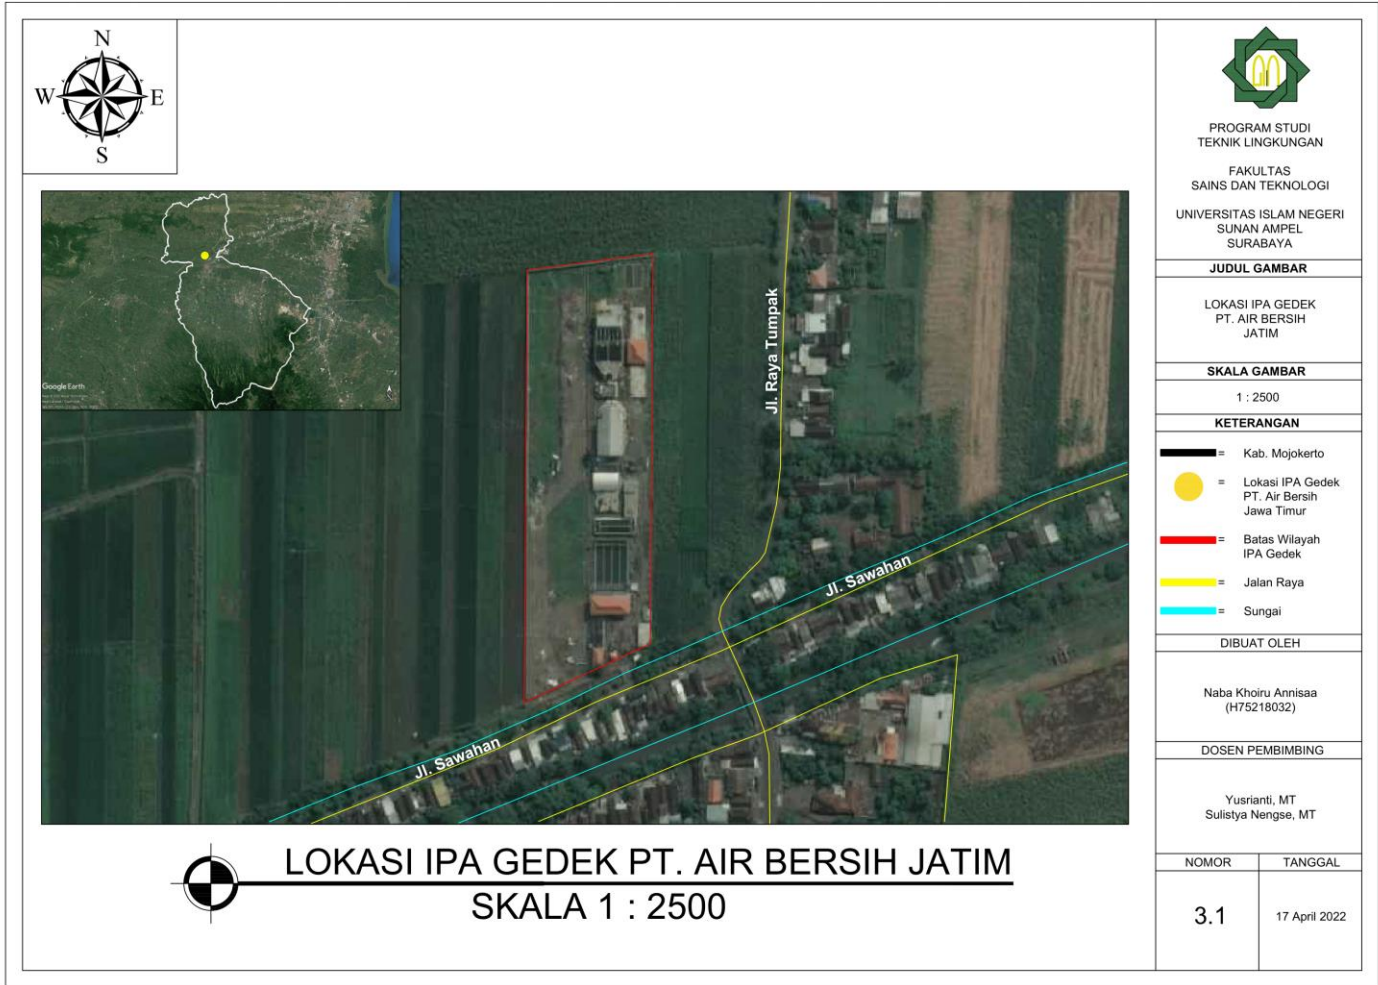 N
W
E
S
Google Earth
Jl. Raya Tumpak
Jl. Sawahan
Jl. Sawahan
LOKASI IPA GEDEK PT. AIR BERSIH JATIM
SKALA 1 : 2500
PROGRAM STUDI
TEKNIK LINGKUNGAN
FAKULTAS
SAINS DAN TEKNOLOGI
UNIVERSITAS ISLAM NEGERI
SUNAN AMPEL
SURABAYA
JUDUL GAMBAR
LOKASI IPA GEDEK
PT. AIR BERSIH
JATIM
SKALA GAMBAR
1 : 2500
KETERANGAN
= Kab. Mojokerto
= Lokasi IPA Gedek
PT. Air Bersih
Jawa Timur
= Batas Wilayah
IPA Gedek
= Jalan Raya
= Sungai
DIBUAT OLEH
Naba Khoiru Annisaa
(H75218032)
DOSEN PEMBIMBING
Yusrianti, MT
Sulistya Nengse, MT
NOMOR
TANGGAL
3.1
17 April 2022